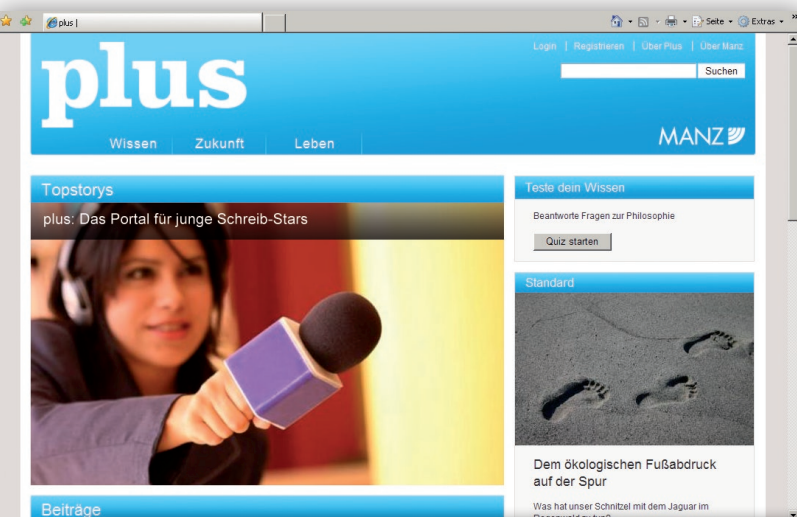 plus |
Seite
Extras
»
Login | Registrieren | Über Plus | Über Manz
plus
Suchen
Wissen
Zukunft
Leben
MANZ
Topstorys
plus: Das Portal für junge Schreib-Stars
Teste dein Wissen
Beantworte Fragen zur Philosophie
Quiz starten
Standard
Dem ökologischen Fußabdruck
auf der Spur
Was hat unser Schnitzel mit dem Jaguar im
Beiträge